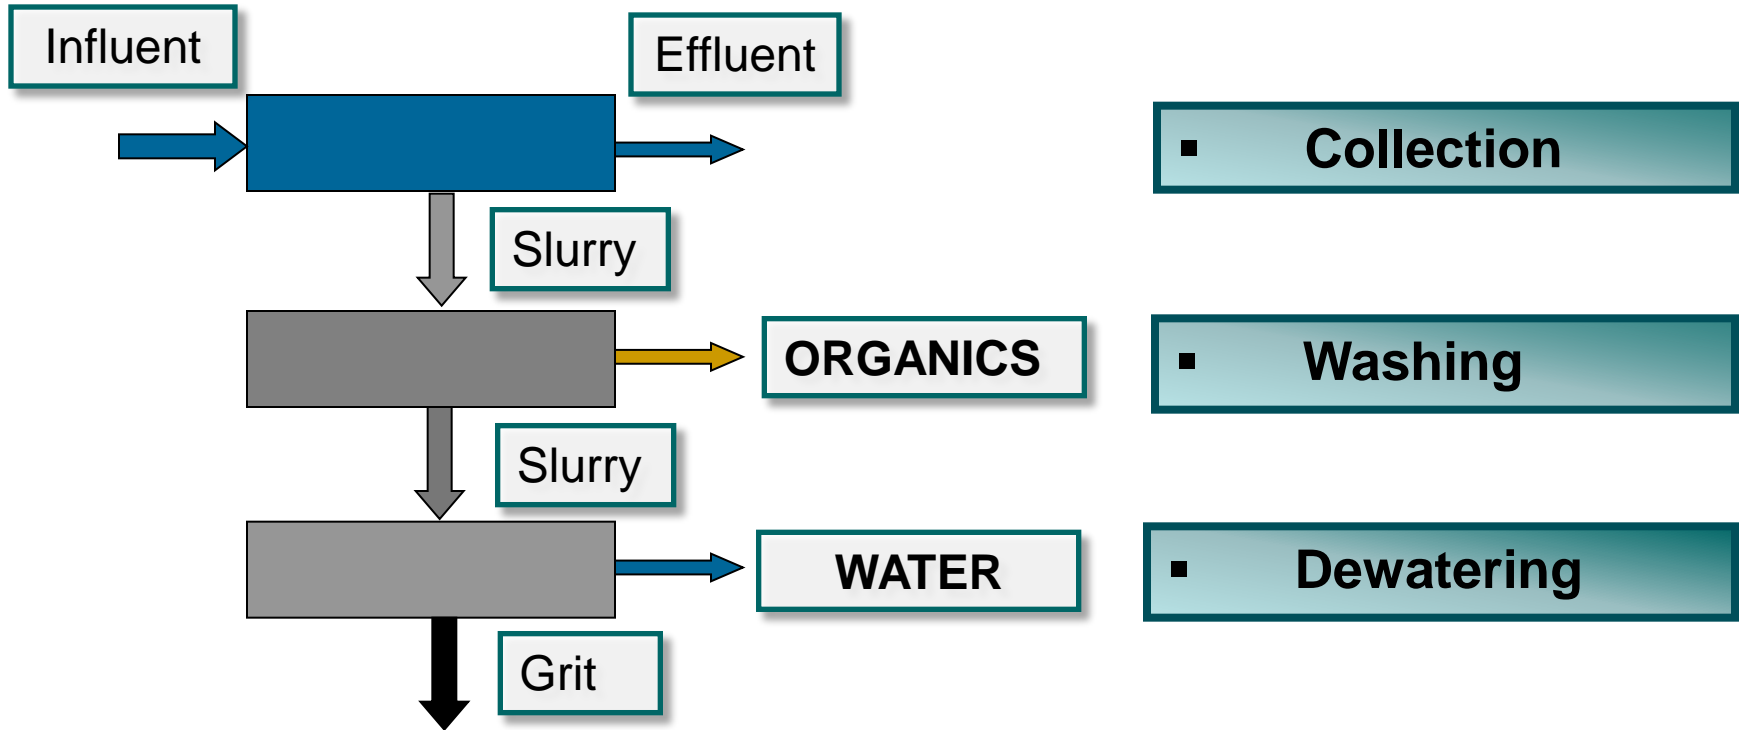 Influent
Effluent
▪ Collection
Slurry
ORGANICS
▪ Washing
Slurry
WATER
▪ Dewatering
Grit